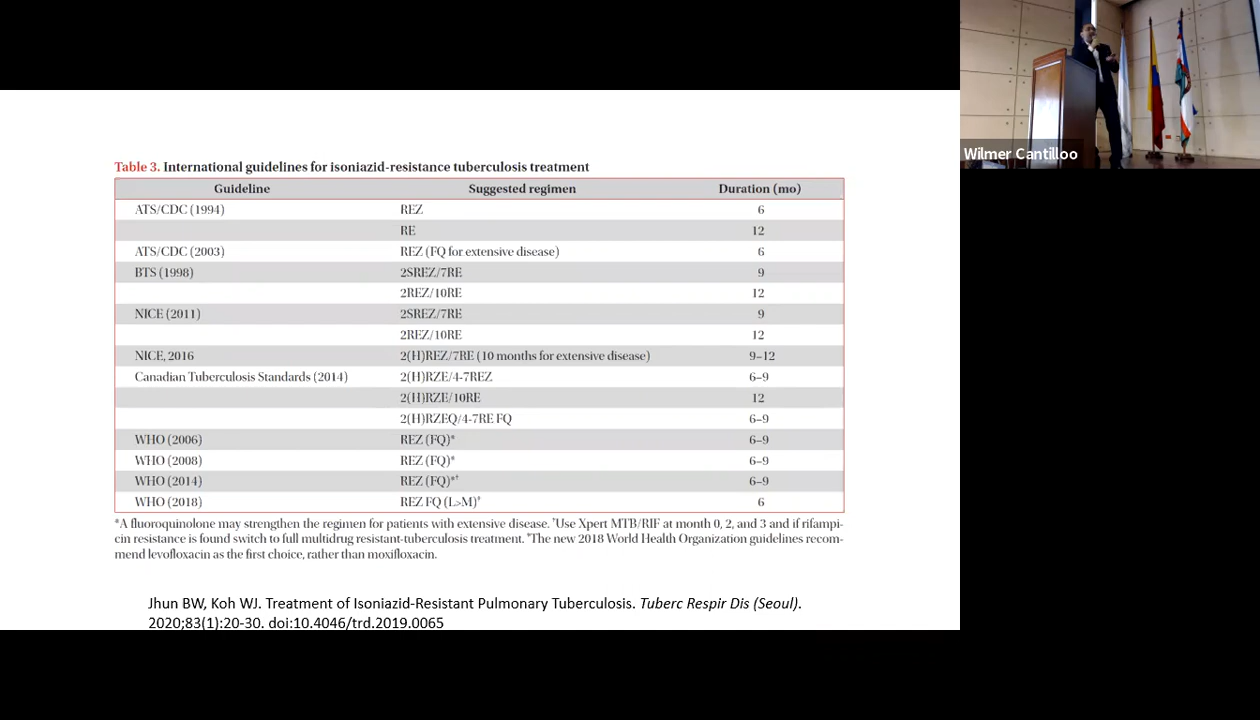 Table 3. International guidelines for isoniazid-resistance tuberculosis treatment
Guideline Suggested regimen Duration (mo)
ATS/CDC (1994) REZ 6
RE 12
ATS/CDC (2003) REZ (FQ for extensive disease) 6
BTS (1998) 2SREZ/7RE 9
2REZ/10RE 12
NICE (2011) 2SREZ/7RE 9
2REZ/10RE 12
NICE, 2016 2(H)REZ/7RE (10 months for extensive disease) 9–12
Canadian Tuberculosis Standards (2014) 2(H)RZE/4-7REZ 6–9
2(H)RZE/10RE 12
2(H)RZEQ/4-7RE FQ 6–9
WHO (2006) REZ (FQ)* 6–9
WHO (2008) REZ (FQ)* 6–9
WHO (2014) REZ (FQ)*† 6–9
WHO (2018) REZ FQ (L>M)‡ 6
*A fluoroquinolone may strengthen the regimen for patients with extensive disease. †Use Xpert MTB/RIF at month 0, 2, and 3 and if rifampi-
cin resistance is found switch to full multidrug resistant-tuberculosis treatment. ‡The new 2018 World Health Organization guidelines recom-
mend levofloxacin as the first choice, rather than moxifloxacin.
Jhun BW, Koh WJ. Treatment of Isoniazid-Resistant Pulmonary Tuberculosis. Tuberc Respir Dis (Seoul).
2020;83(1):20-30. doi:10.4046/trd.2019.0065
Wilmer Cantilloo